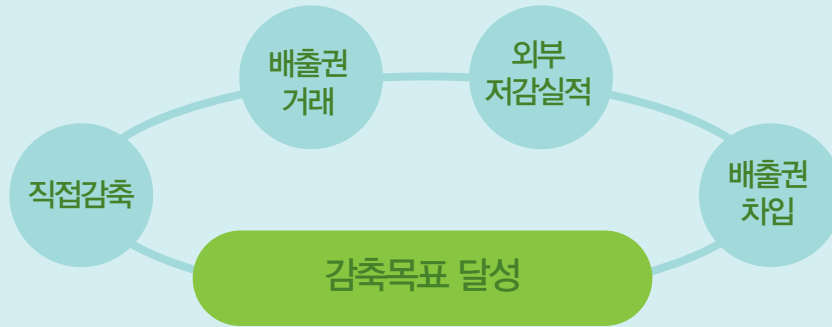 배출권
거래
외부
저감실적
직접감축
배출권
차입
감축목표 달성